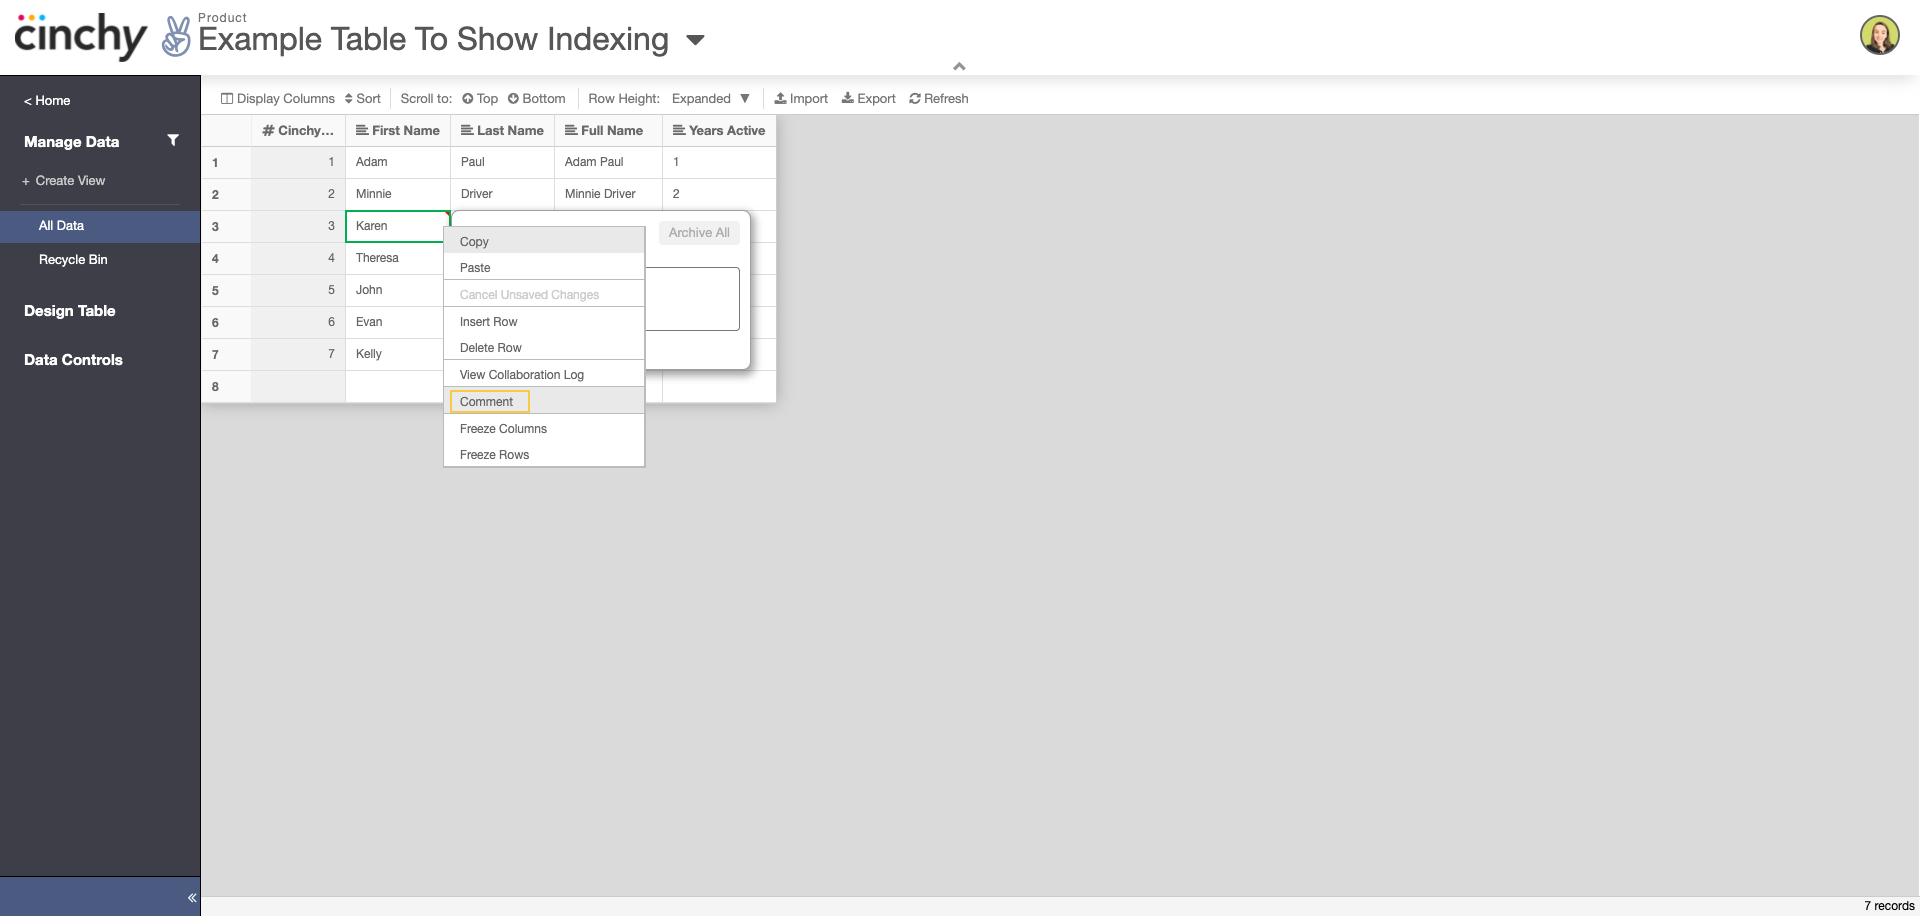 cinchy
Product
Example Table To Show Indexing
< Home
Manage Data
+ Create View
All Data
Recycle Bin
Design Table
Data Controls
Display Columns Sort Scroll to: Top Bottom Row Height: Expanded ▼ Import Export Refresh
# Cinchy... First Name Last Name Full Name Years Active
1 1 Adam Paul Adam Paul 1
2 2 Minnie Driver Minnie Driver 2
3 3 Karen
4 4 Theresa
5 5 John
6 6 Evan
7 7 Kelly
8
Archive All
Copy
Paste
Cancel Unsaved Changes
Insert Row
Delete Row
View Collaboration Log
Comment
Freeze Columns
Freeze Rows
«
7 records